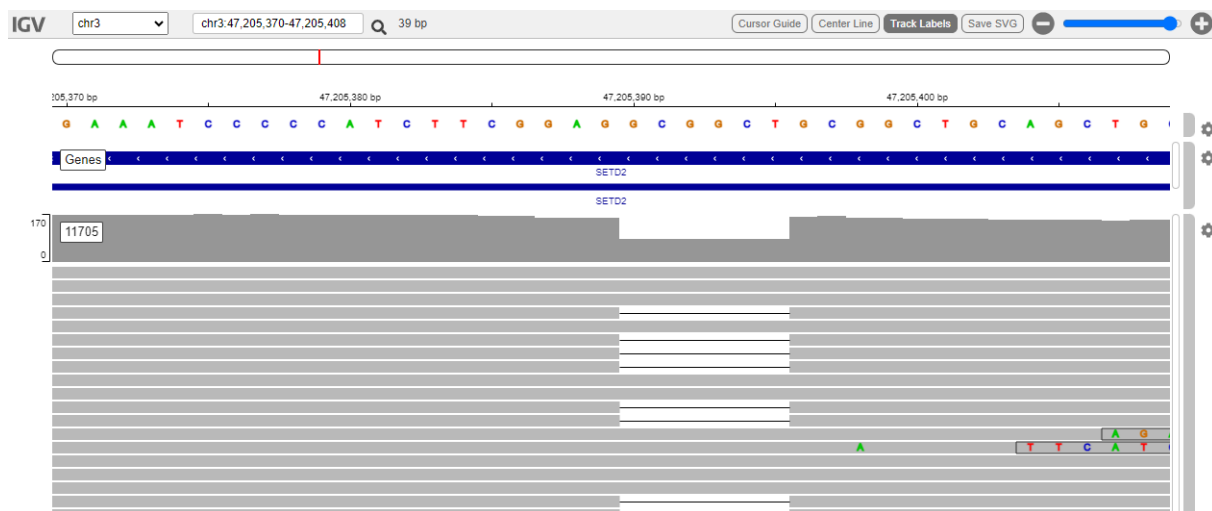 IGV chr3 chr3:47,205,370-47,205,408 39 bp Cursor Guide Center Line Track Labels Save SVG
205,370 bp 47,205,380 bp 47,205,390 bp 47,205,400 bp
G A A A T C C C C C A T C T T C G G A G G C G G C T G C G G C T G C A G C T G
Genes
SETD2
SETD2
170
11705
0
A G
A T T C A T